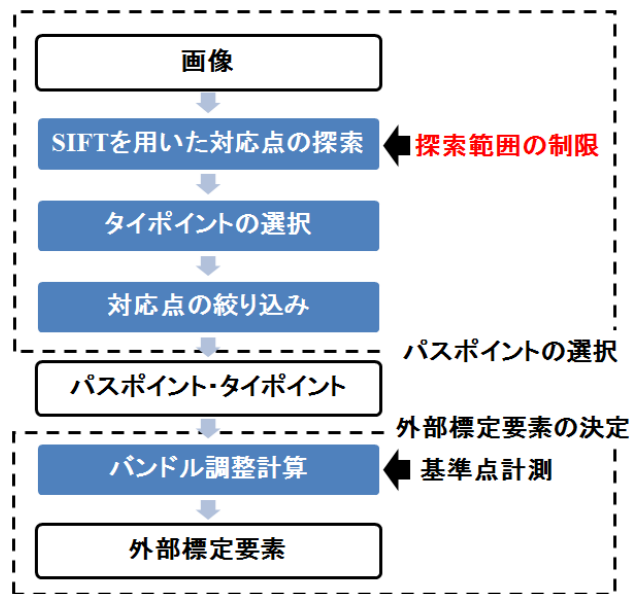 画像
SIFTを用いた対応点の探索
探索範囲の制限
タイポイントの選択
対応点の絞り込み
パスポイントの選択
パスポイント・タイポイント
外部標定要素の決定
バンドル調整計算
基準点計測
外部標定要素